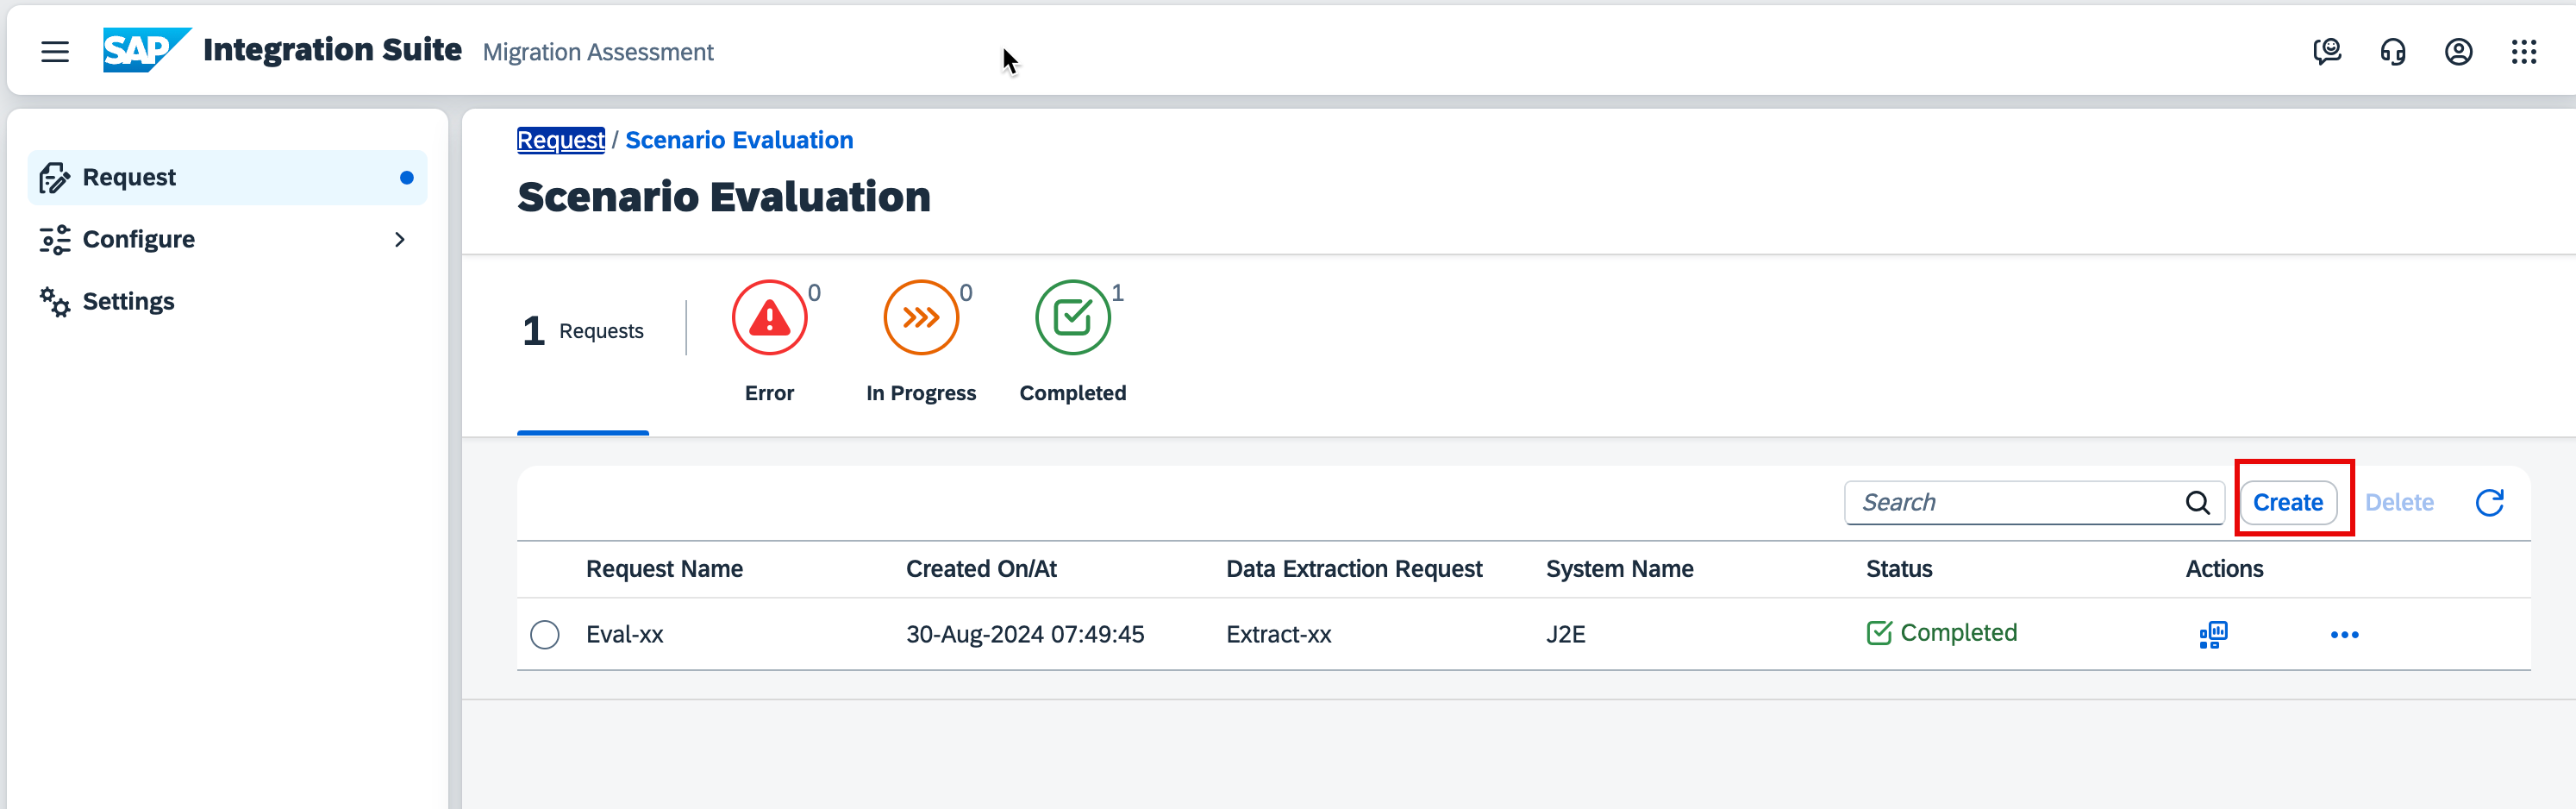 SAP Integration Suite Migration Assessment
Request
Configure
Settings
Request / Scenario Evaluation
Scenario Evaluation
1 Requests
0
Error
0
In Progress
1
Completed
Search
Create
Delete
Request Name Created On/At Data Extraction Request System Name Status Actions
Eval-xx 30-Aug-2024 07:49:45 Extract-xx J2E Completed